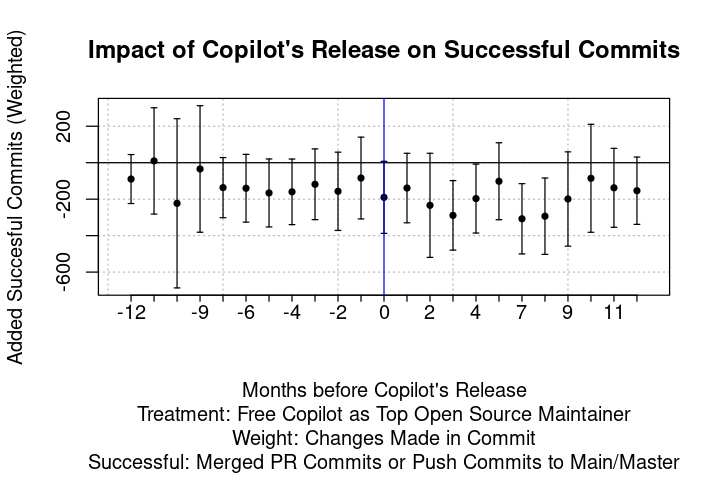 Impact of Copilot's Release on Successful Commits
Added Succesful Commits (Weighted)
200
-200
-600
-12 -9 -6 -4 -2 0 2 4 7 9 11
Months before Copilot's Release
Treatment: Free Copilot as Top Open Source Maintainer
Weight: Changes Made in Commit
Successful: Merged PR Commits or Push Commits to Main/Master